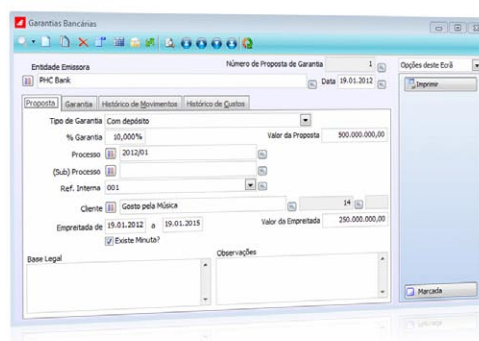 Garantias Bancárias
Entidade Emissora
Número de Proposta de Garantia 1
Opções deste Ecrã
PHC Bank
Data 19.01.2012
Imprimir
Proposta Garantia Histórico de Movimentos Histórico de Custos
Tipo de Garantia Com depósito
% Garantia 10,000%
Valor da Proposta 500.000.000,00
Processo 2012/01
(Sub) Processo
Ref. Interna 001
Cliente Gosto pela Música 14
Empreitada de 19.01.2012 a 19.01.2015
Valor da Empreitada 250.000.000,00
Existe Minuta?
Base Legal
Observações
Marcada